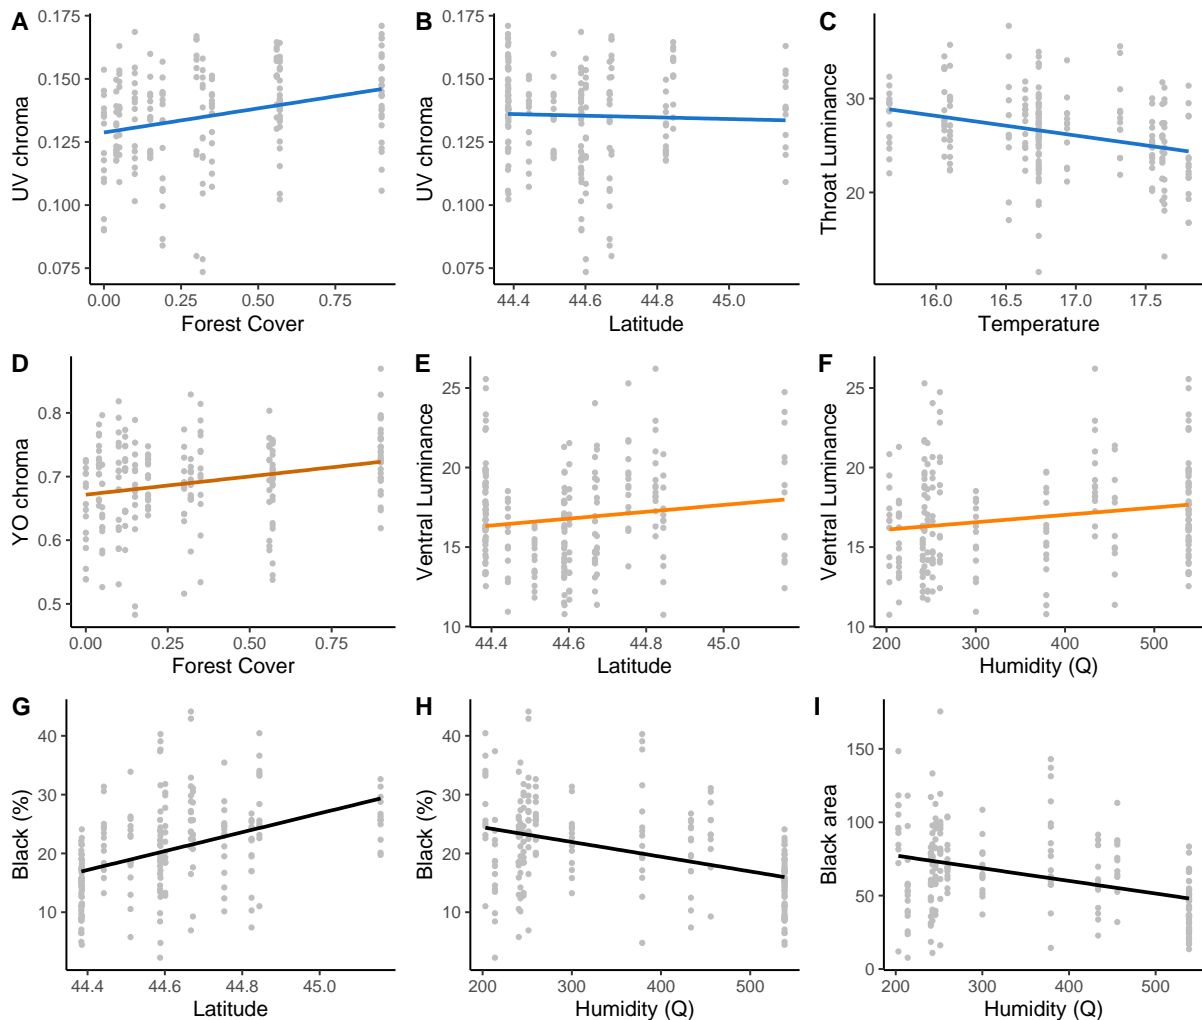 A
UV chroma
0.175
0.150
0.125
0.100
0.075
0.00 0.25 0.50 0.75
Forest Cover
B
UV chroma
0.175
0.150
0.125
0.100
0.075
44.4 44.6 44.8 45.0
Latitude
C
Throat Luminance
30
20
16.0 16.5 17.0 17.5
Temperature
D
YO chroma
0.8
0.7
0.6
0.5
0.00 0.25 0.50 0.75
Forest Cover
E
Ventral Luminance
25
20
15
10
44.4 44.6 44.8 45.0
Latitude
F
Ventral Luminance
25
20
15
10
200 300 400 500
Humidity (Q)
G
Black (%)
40
30
20
10
44.4 44.6 44.8 45.0
Latitude
H
Black (%)
40
30
20
10
200 300 400 500
Humidity (Q)
I
Black area
150
100
50
0
200 300 400 500
Humidity (Q)